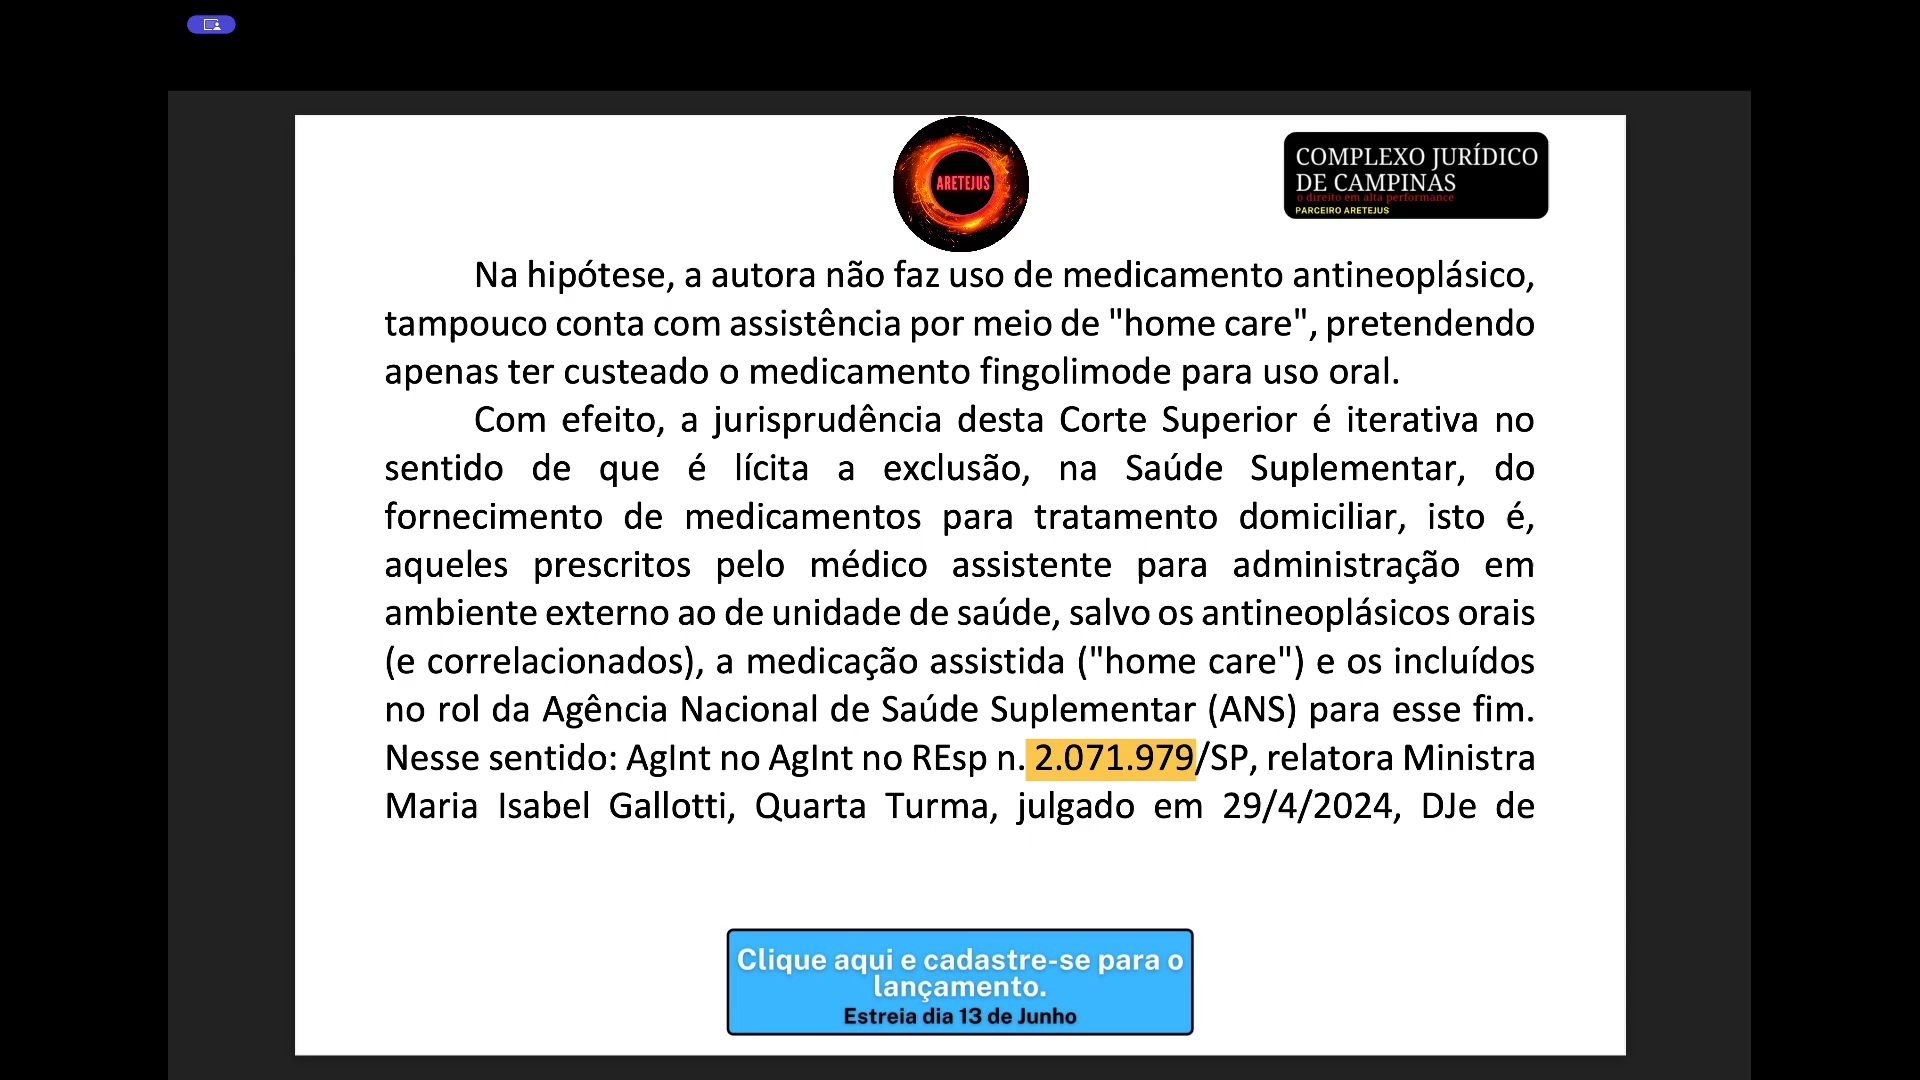 ARETEJUS
COMPLEXO JURÍDICO
DE CAMPINAS
o direito em alta performance
PARCEIRO ARETEJUS
Na hipótese, a autora não faz uso de medicamento antineoplásico,
tampouco conta com assistência por meio de "home care", pretendendo
apenas ter custeado o medicamento fingolimode para uso oral.
Com efeito, a jurisprudência desta Corte Superior é iterativa no
sentido de que é lícita a exclusão, na Saúde Suplementar, do
fornecimento de medicamentos para tratamento domiciliar, isto é,
aqueles prescritos pelo médico assistente para administração em
ambiente externo ao de unidade de saúde, salvo os antineoplásicos orais
(e correlacionados), a medicação assistida ("home care") e os incluídos
no rol da Agência Nacional de Saúde Suplementar (ANS) para esse fim.
Nesse sentido: AgInt no AgInt no REsp n. 2.071.979/SP, relatora Ministra
Maria Isabel Gallotti, Quarta Turma, julgado em 29/4/2024, DJe de
Clique aqui e cadastre-se para o
lançamento.
Estreia dia 13 de Junho